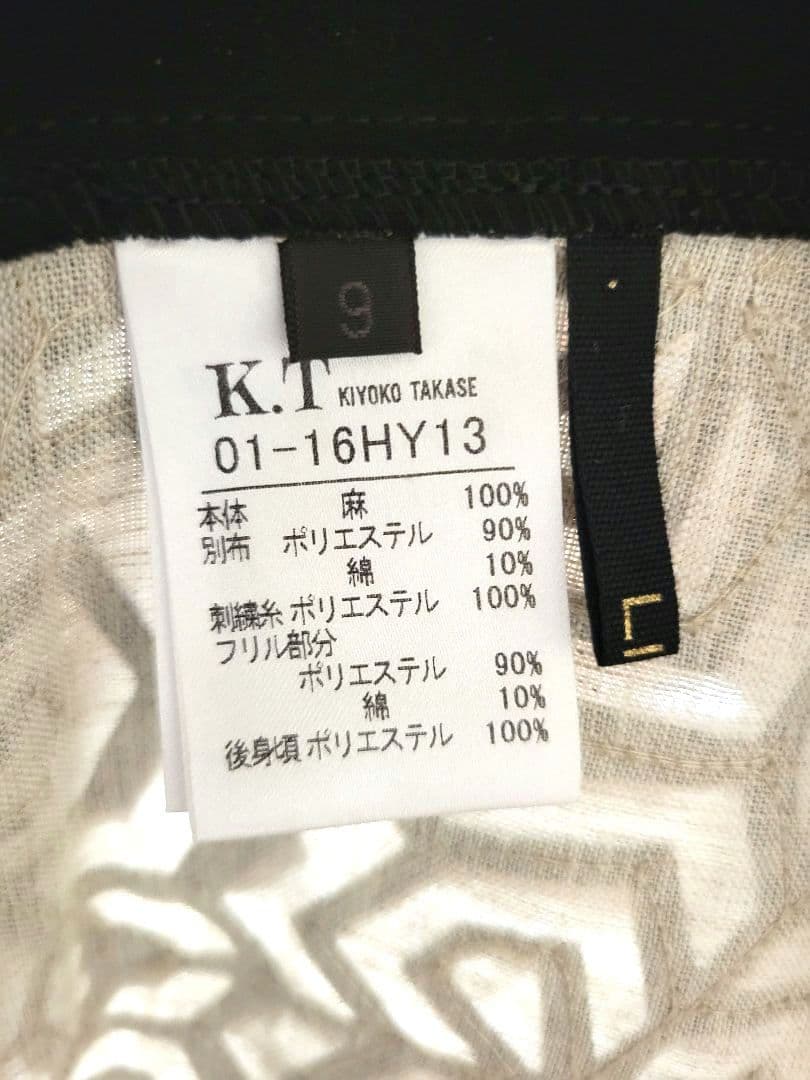 9
K.T KIYOKO TAKASE
01-16HY13
本体 麻 100%
別布 ポリエステル 90%
綿 10%
刺繍糸 ポリエステル 100%
フリル部分
ポリエステル 90%
綿 10%
後身頃 ポリエステル 100%